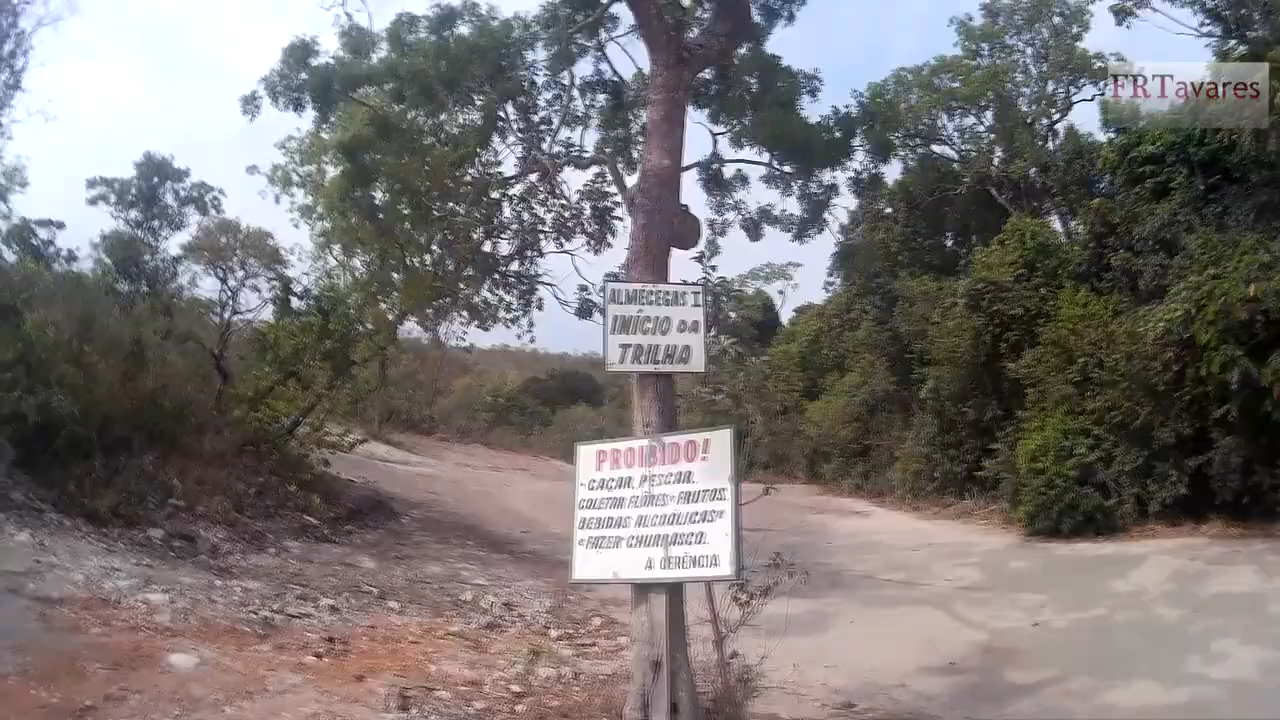 FRTavares
ALMÉCEGAS I
INÍCIO DA
TRILHA
PROIBIDO!
- CAÇAR, PESCAR,
COLETAR FLORES E FRUTOS,
BEBIDAS ALCOÓLICAS
E FAZER CHURRASCO.
A GERÊNCIA